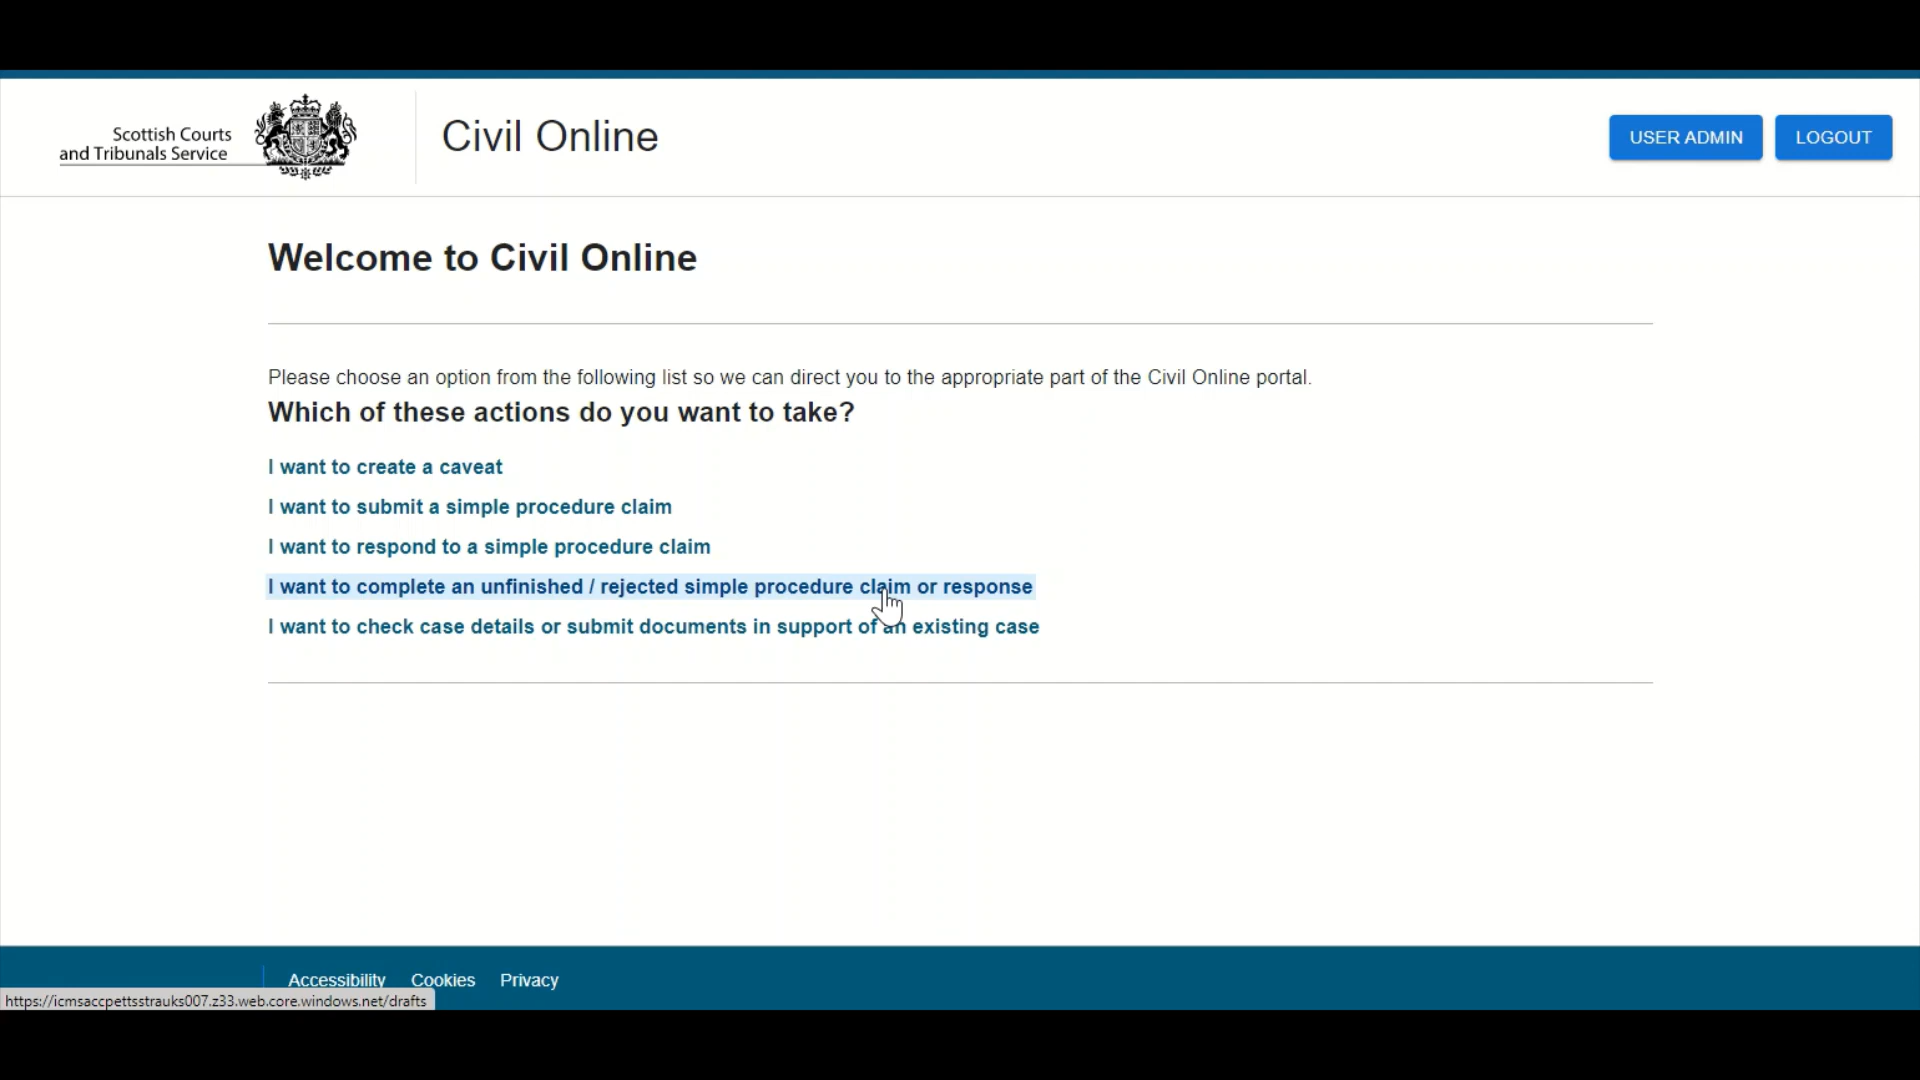 Scottish Courts
and Tribunals Service
Civil Online
USER ADMIN
LOGOUT
Welcome to Civil Online
Please choose an option from the following list so we can direct you to the appropriate part of the Civil Online portal.
Which of these actions do you want to take?
I want to create a caveat
I want to submit a simple procedure claim
I want to respond to a simple procedure claim
I want to complete an unfinished / rejected simple procedure claim or response
I want to check case details or submit documents in support of an existing case
Accessibility
Cookies
Privacy
https://icmsaccpettsstrauks007.z33.web.core.windows.net/drafts